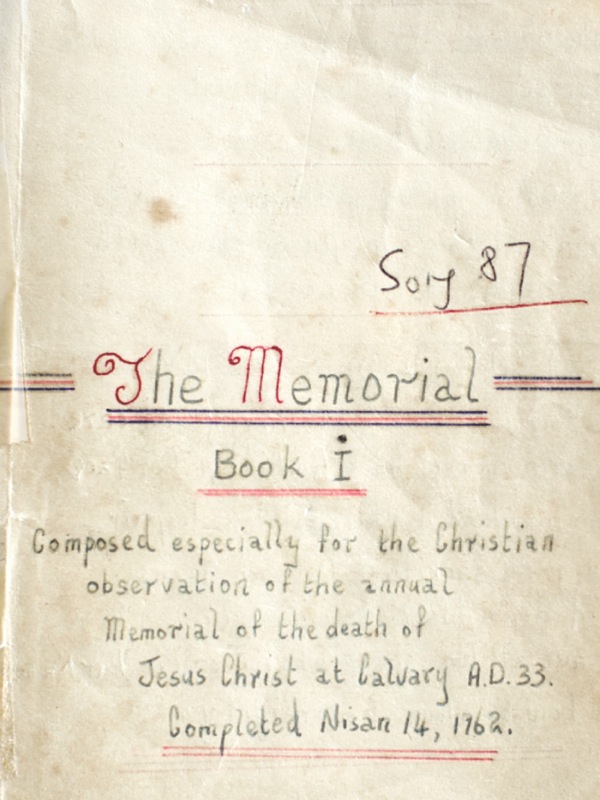 Song 87
The Memorial
Book I
Composed especially for the Christian
observation of the annual
Memorial of the death of
Jesus Christ at Calvary A.D. 33.
Completed Nisan 14, 1962.